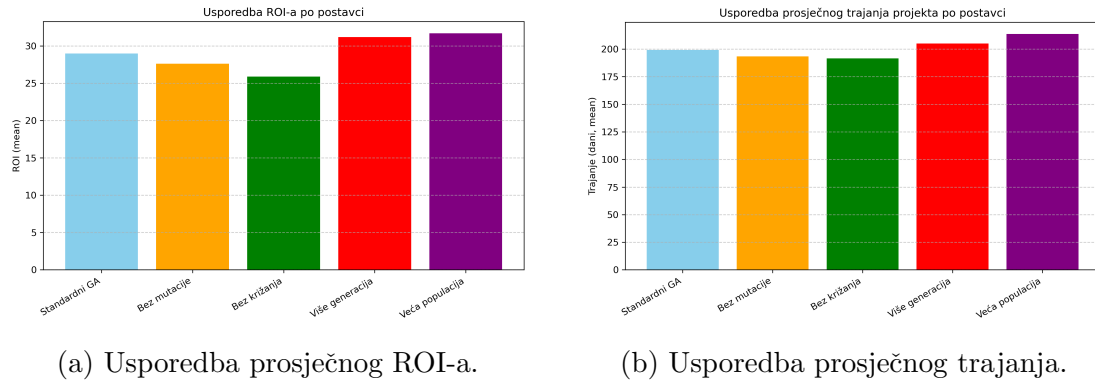 Usporedba ROI-a po postavci
ROI (mean)
30
25
20
15
10
5
0
Standardni GA
Bez mutacije
Bez križanja
Više generacija
Veća populacija
(a) Usporedba prosječnog ROI-a.
Usporedba prosječnog trajanja projekta po postavci
Trajanje (dani, mean)
200
175
150
125
100
75
50
25
0
Standardni GA
Bez mutacije
Bez križanja
Više generacija
Veća populacija
(b) Usporedba prosječnog trajanja.